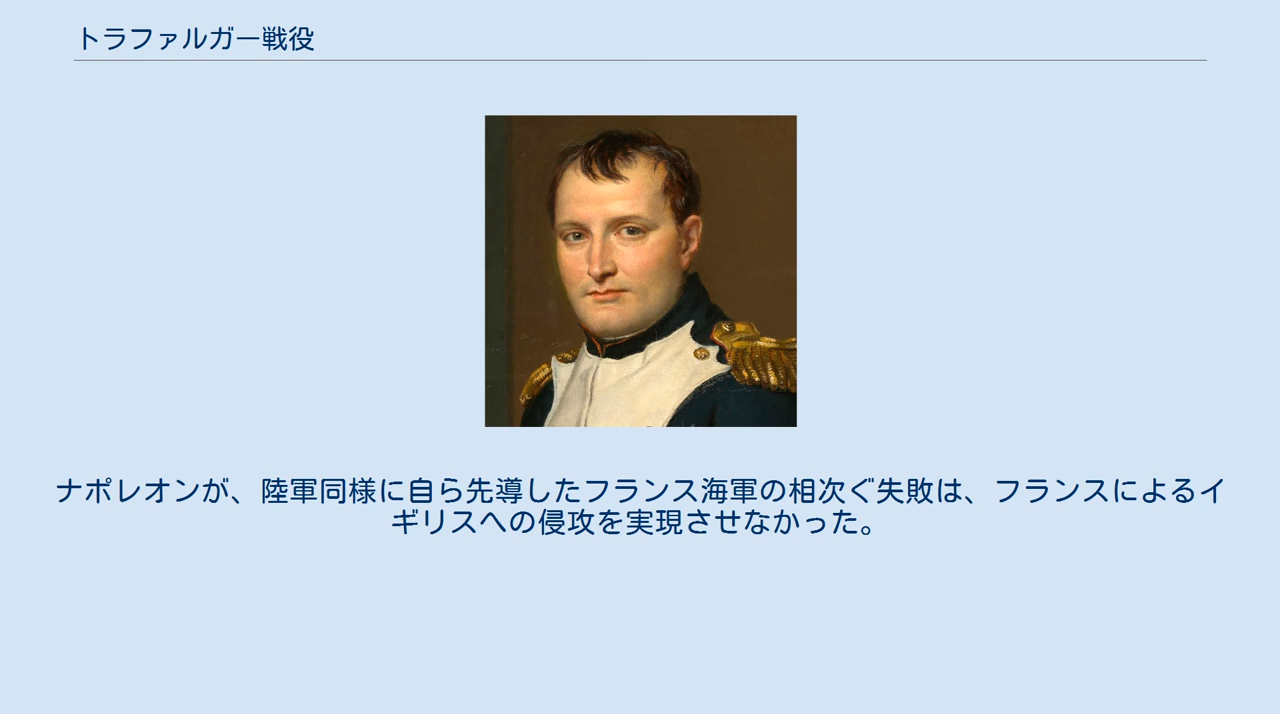 トラファルガー戦役
ナポレオンが、陸軍同様に自ら先導したフランス海軍の相次ぐ失敗は、フランスによるイ
ギリスへの侵攻を実現させなかった。